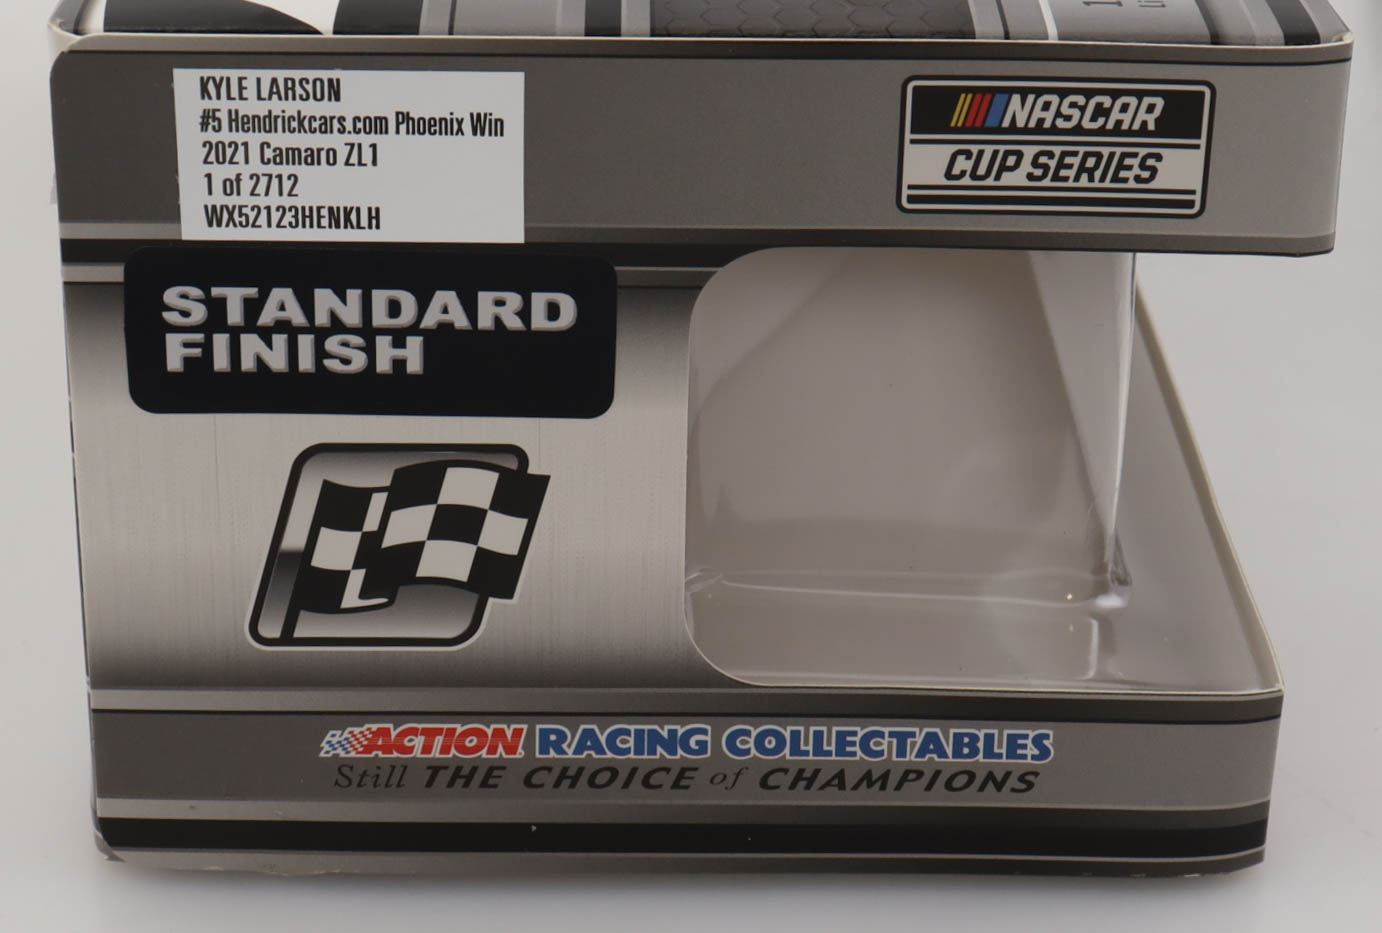 KYLE LARSON
#5 Hendrickcars.com Phoenix Win
2021 Camaro ZL1
1 of 2712
WX52123HENKLH
NASCAR
CUP SERIES
STANDARD
FINISH
ACTION RACING COLLECTABLES
Still THE CHOICE of CHAMPIONS